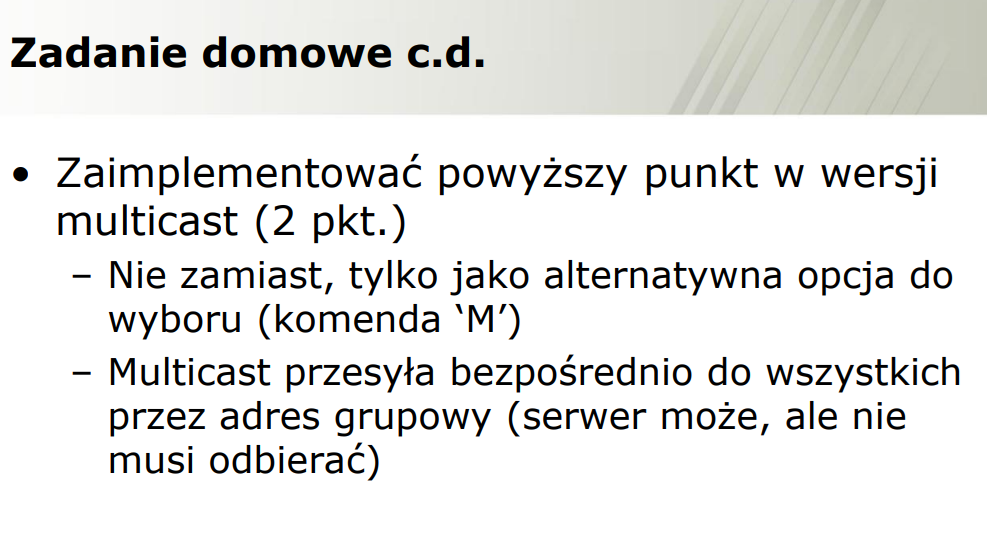 Zadanie domowe c.d.
• Zaimplementować powyższy punkt w wersji
multicast (2 pkt.)
– Nie zamiast, tylko jako alternatywna opcja do
wyboru (komenda ‘M’)
– Multicast przesyła bezpośrednio do wszystkich
przez adres grupowy (serwer może, ale nie
musi odbierać)